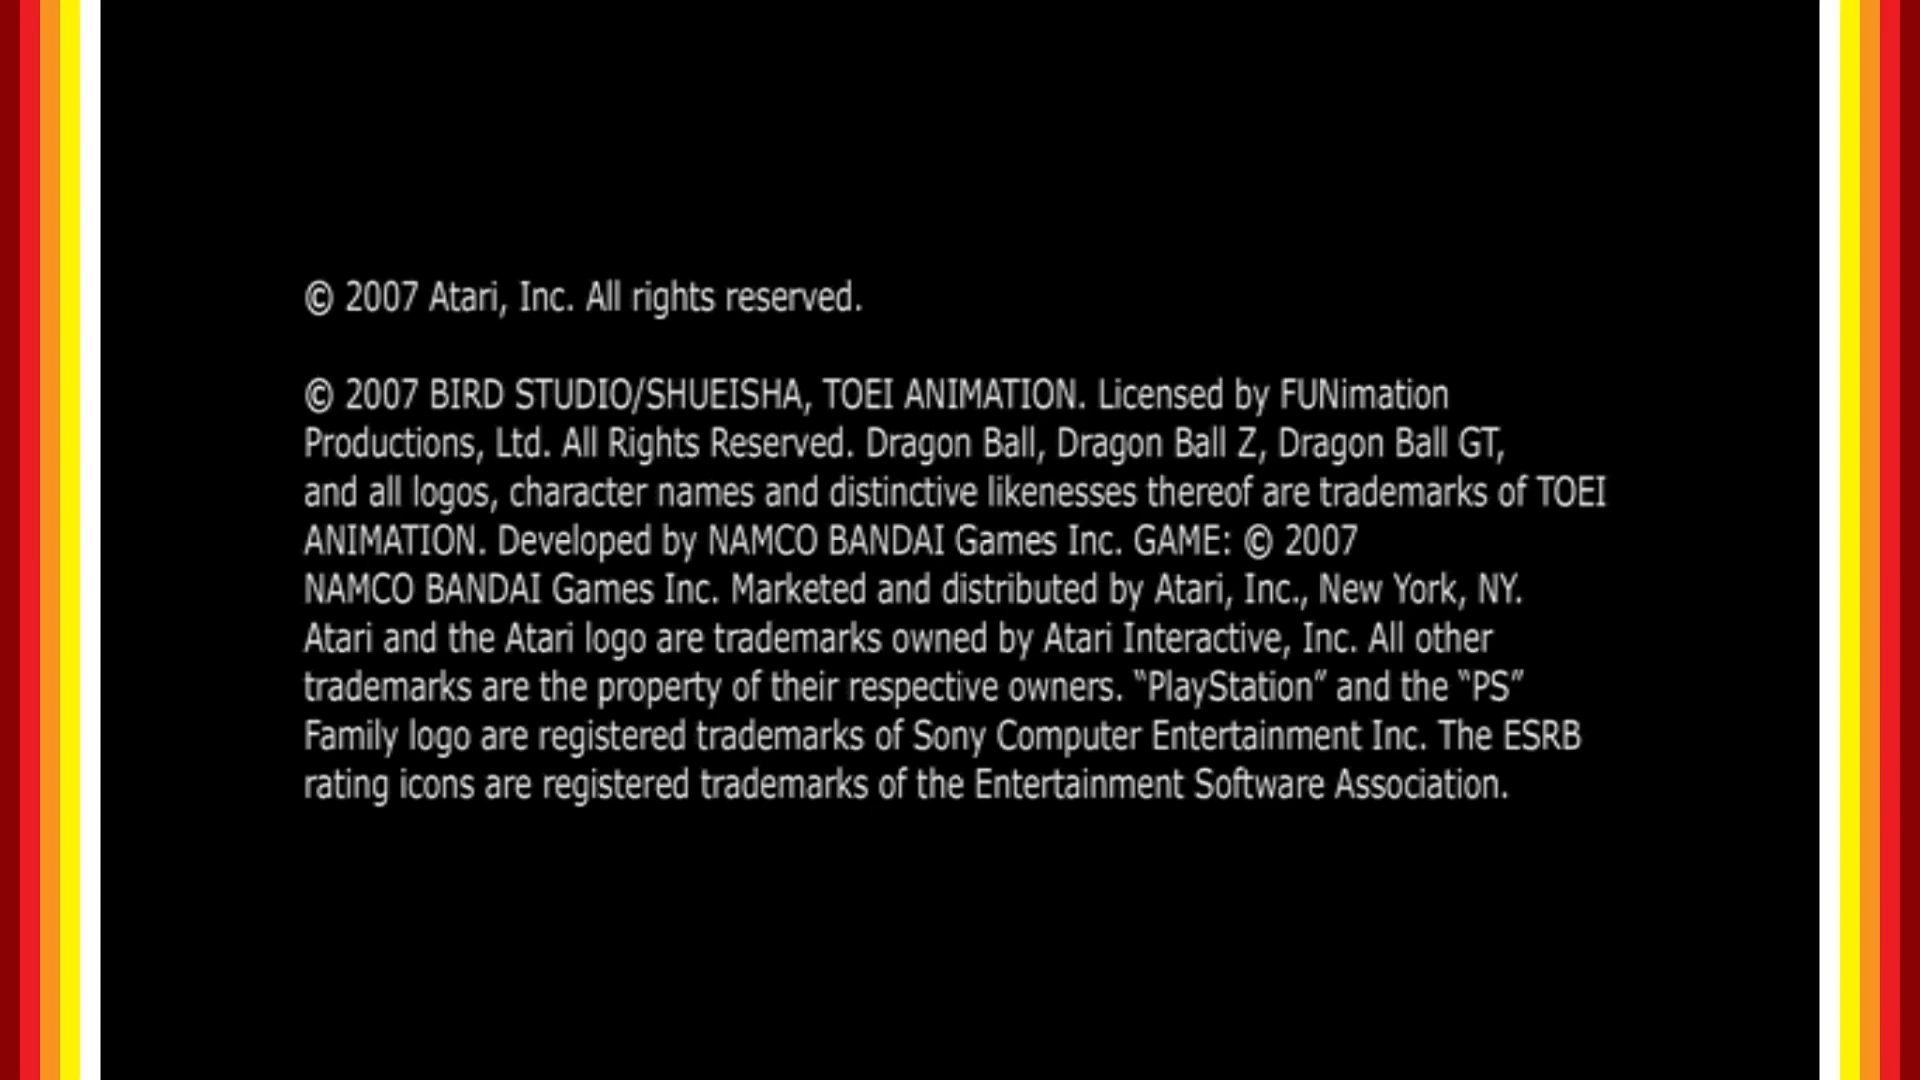 © 2007 Atari, Inc. All rights reserved.
© 2007 BIRD STUDIO/SHUEISHA, TOEI ANIMATION. Licensed by FUNimation
Productions, Ltd. All Rights Reserved. Dragon Ball, Dragon Ball Z, Dragon Ball GT,
and all logos, character names and distinctive likenesses thereof are trademarks of TOEI
ANIMATION. Developed by NAMCO BANDAI Games Inc. GAME: © 2007
NAMCO BANDAI Games Inc. Marketed and distributed by Atari, Inc., New York, NY.
Atari and the Atari logo are trademarks owned by Atari Interactive, Inc. All other
trademarks are the property of their respective owners. “PlayStation” and the “PS”
Family logo are registered trademarks of Sony Computer Entertainment Inc. The ESRB
rating icons are registered trademarks of the Entertainment Software Association.